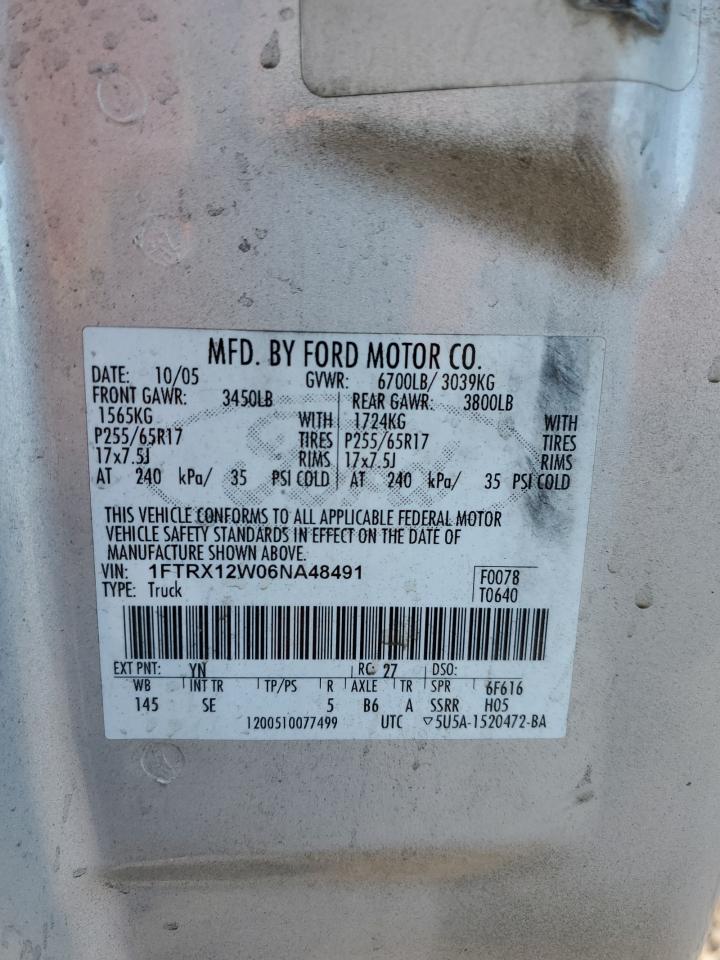 MFD. BY FORD MOTOR CO.
DATE: 10/05 GVWR: 6700LB/ 3039KG
FRONT GAWR: 3450LB REAR GAWR: 3800LB
1565KG WITH 1724KG WITH
P255/65R17 TIRES P255/65R17 TIRES
17x7.5J RIMS 17x7.5J RIMS
AT 240 kPa/ 35 PSI COLD AT 240 kPa/ 35 PSI COLD
THIS VEHICLE CONFORMS TO ALL APPLICABLE FEDERAL MOTOR
VEHICLE SAFETY STANDARDS IN EFFECT ON THE DATE OF
MANUFACTURE SHOWN ABOVE.
VIN: 1FTRX12W06NA48491 F0078
TYPE: Truck T0640
EXT PNT: YN RC: 27 DSO:
WB INT TR TP/PS R AXLE TR SPR 6F616
145 SE 5 B6 A SSRR H05
1200510077499 UTC ▽5U5A-1520472-BA